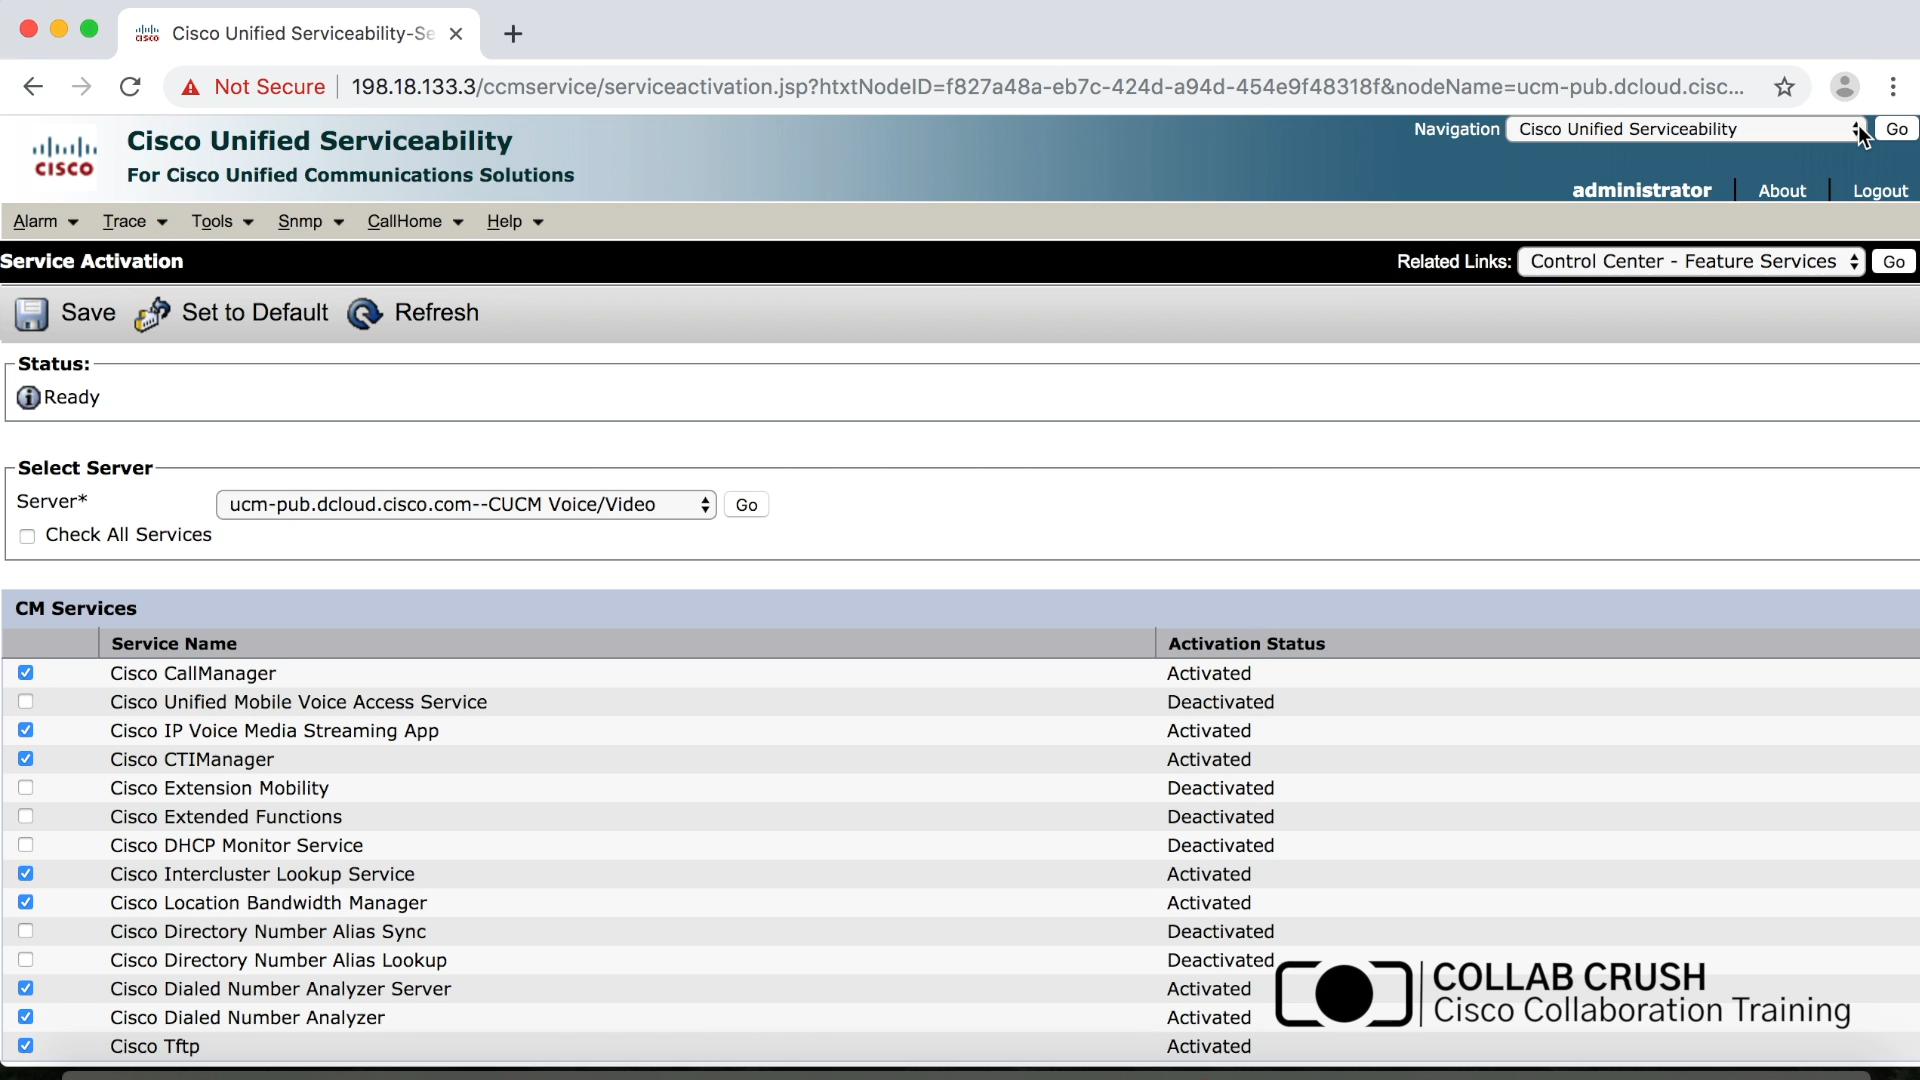 Cisco Unified Serviceability-Se
Not Secure
198.18.133.3/ccmservice/serviceactivation.jsp?htxtNodeID=f827a48a-eb7c-424d-a94d-454e9f48318f&nodeName=ucm-pub.dcloud.cisc...
CISCO
Cisco Unified Serviceability
For Cisco Unified Communications Solutions
Navigation Cisco Unified Serviceability Go
administrator About Logout
Alarm Trace Tools Snmp CallHome Help
Service Activation
Related Links: Control Center - Feature Services Go
Save Set to Default Refresh
Status:
Ready
Select Server
Server* ucm-pub.dcloud.cisco.com--CUCM Voice/Video Go
Check All Services
CM Services
Service Name Activation Status
Cisco CallManager Activated
Cisco Unified Mobile Voice Access Service Deactivated
Cisco IP Voice Media Streaming App Activated
Cisco CTIManager Activated
Cisco Extension Mobility Deactivated
Cisco Extended Functions Deactivated
Cisco DHCP Monitor Service Deactivated
Cisco Intercluster Lookup Service Activated
Cisco Location Bandwidth Manager Activated
Cisco Directory Number Alias Sync Deactivated
Cisco Directory Number Alias Lookup Deactivated
Cisco Dialed Number Analyzer Server Activated
Cisco Dialed Number Analyzer Activated
Cisco Tftp Activated
COLLAB CRUSH
Cisco Collaboration Training